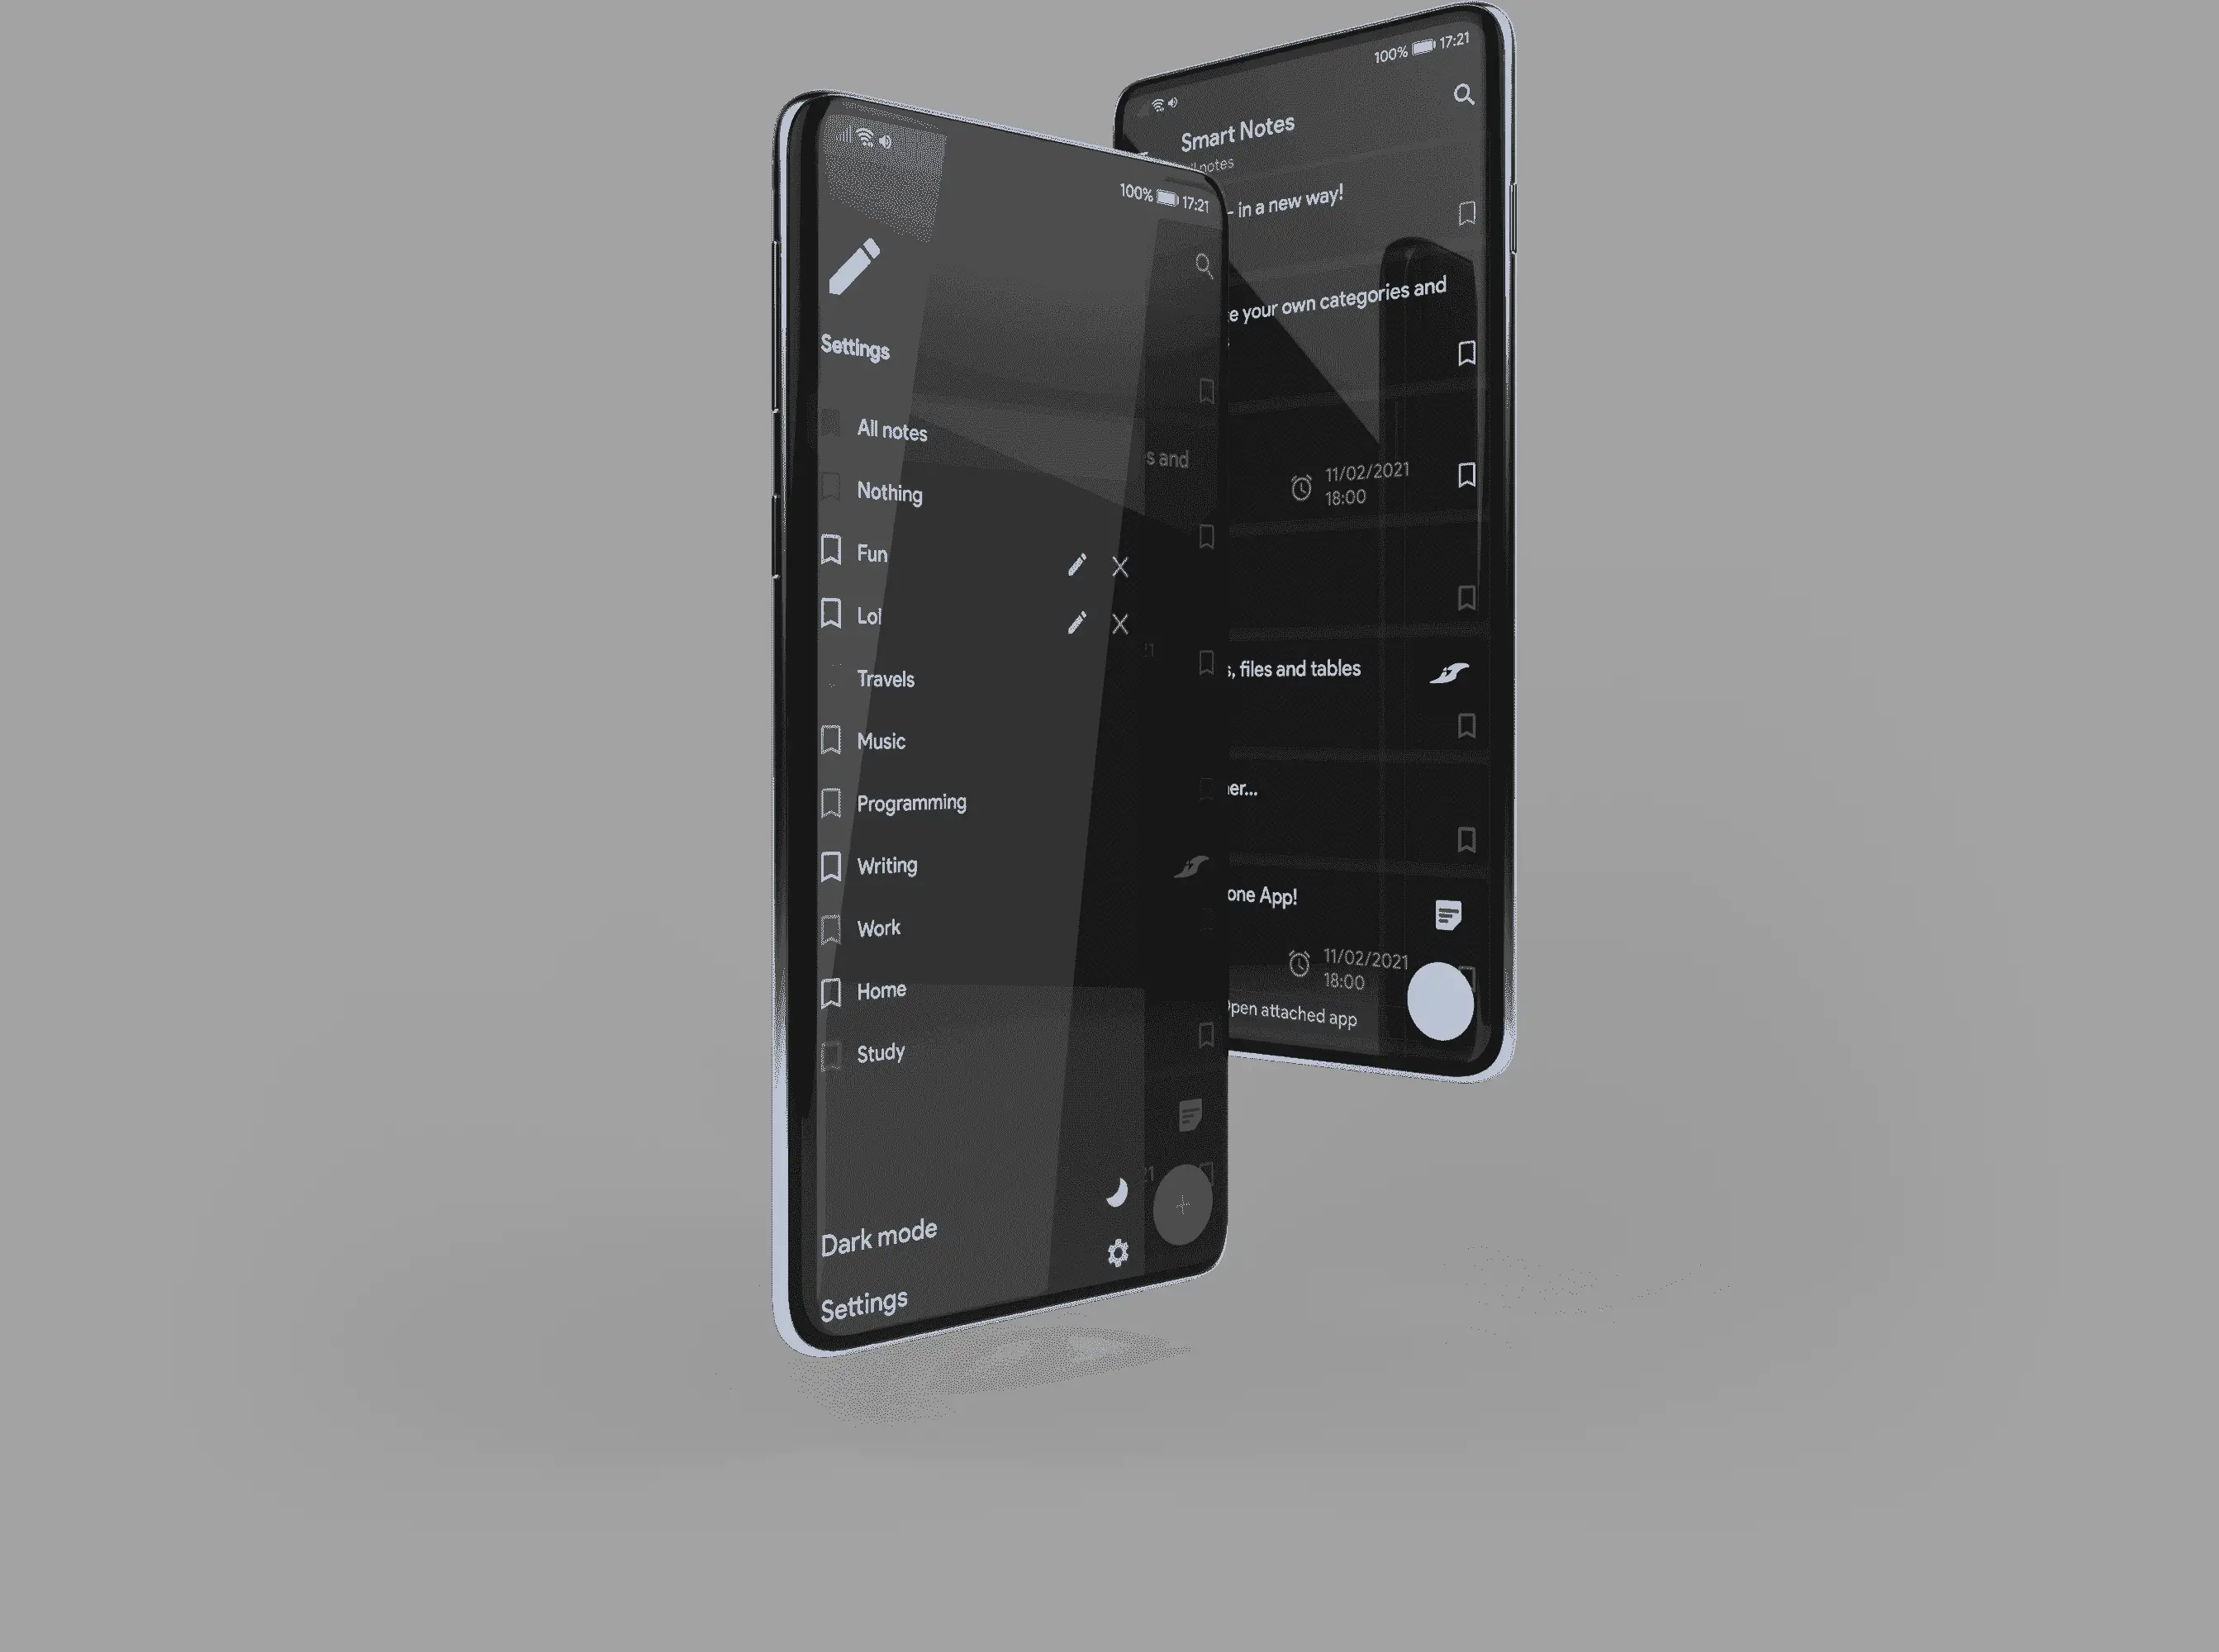 100% 17:21
Settings
All notes
Nothing
Fun
Lol
Travels
Music
Programming
Writing
Work
Home
Study
Dark mode
Settings
s and
21
21
100% 17:21
Smart Notes
notes
- in a new way!
your own categories and
11/02/2021
18:00
, files and tables
one App!
11/02/2021
18:00
pen attached app